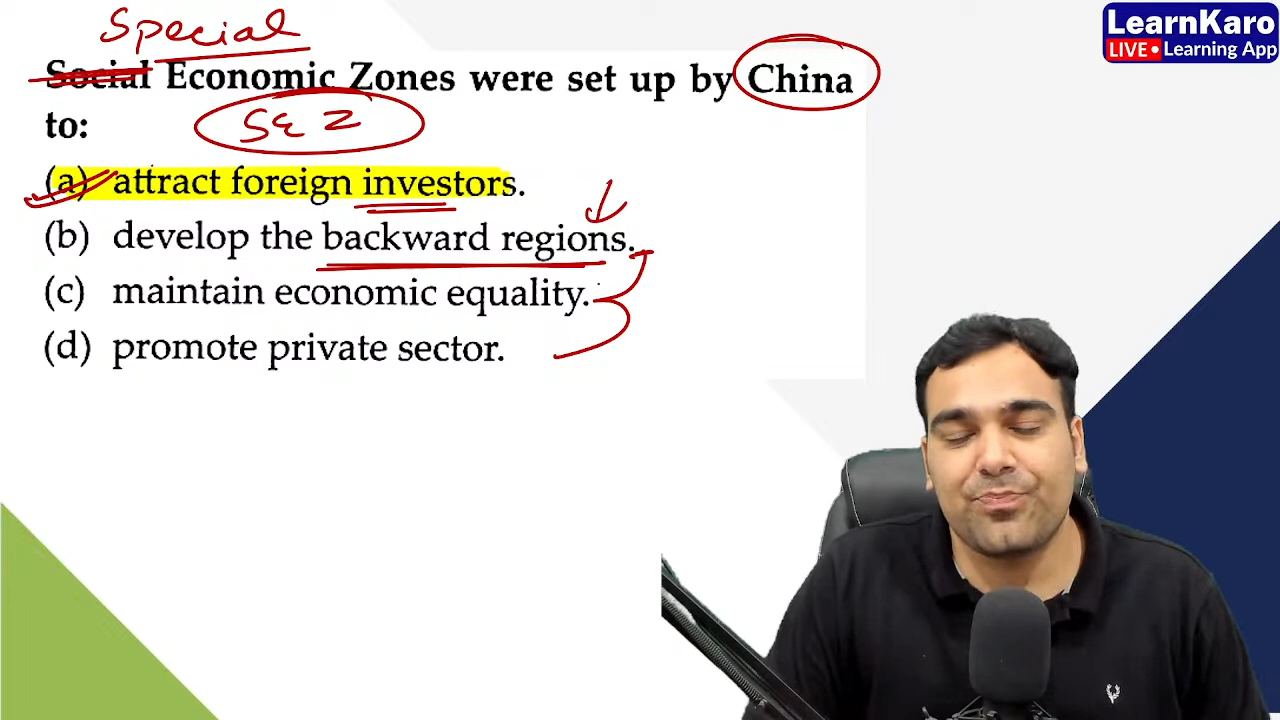 LearnKaro
LIVE • Learning App
Special
Social Economic Zones were set up by China
to:
SEZ
(a) attract foreign investors.
(b) develop the backward regions.
(c) maintain economic equality.
(d) promote private sector.